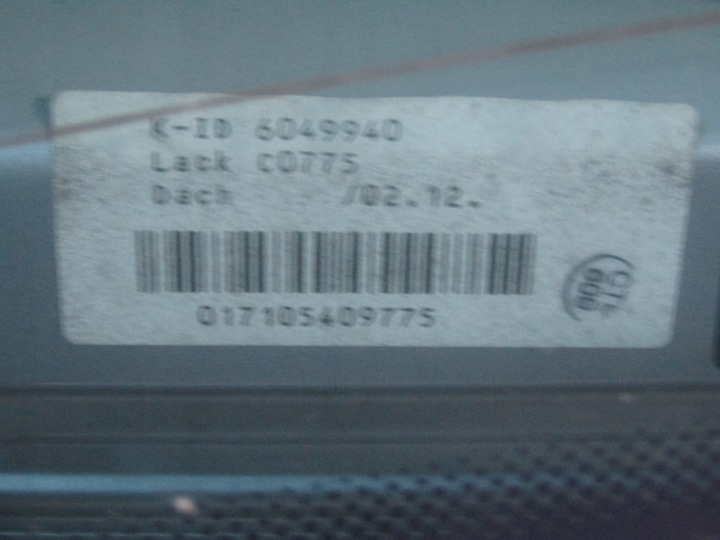 K-ID 6049940
Lack C0775
Dach /02.12.
017105409775